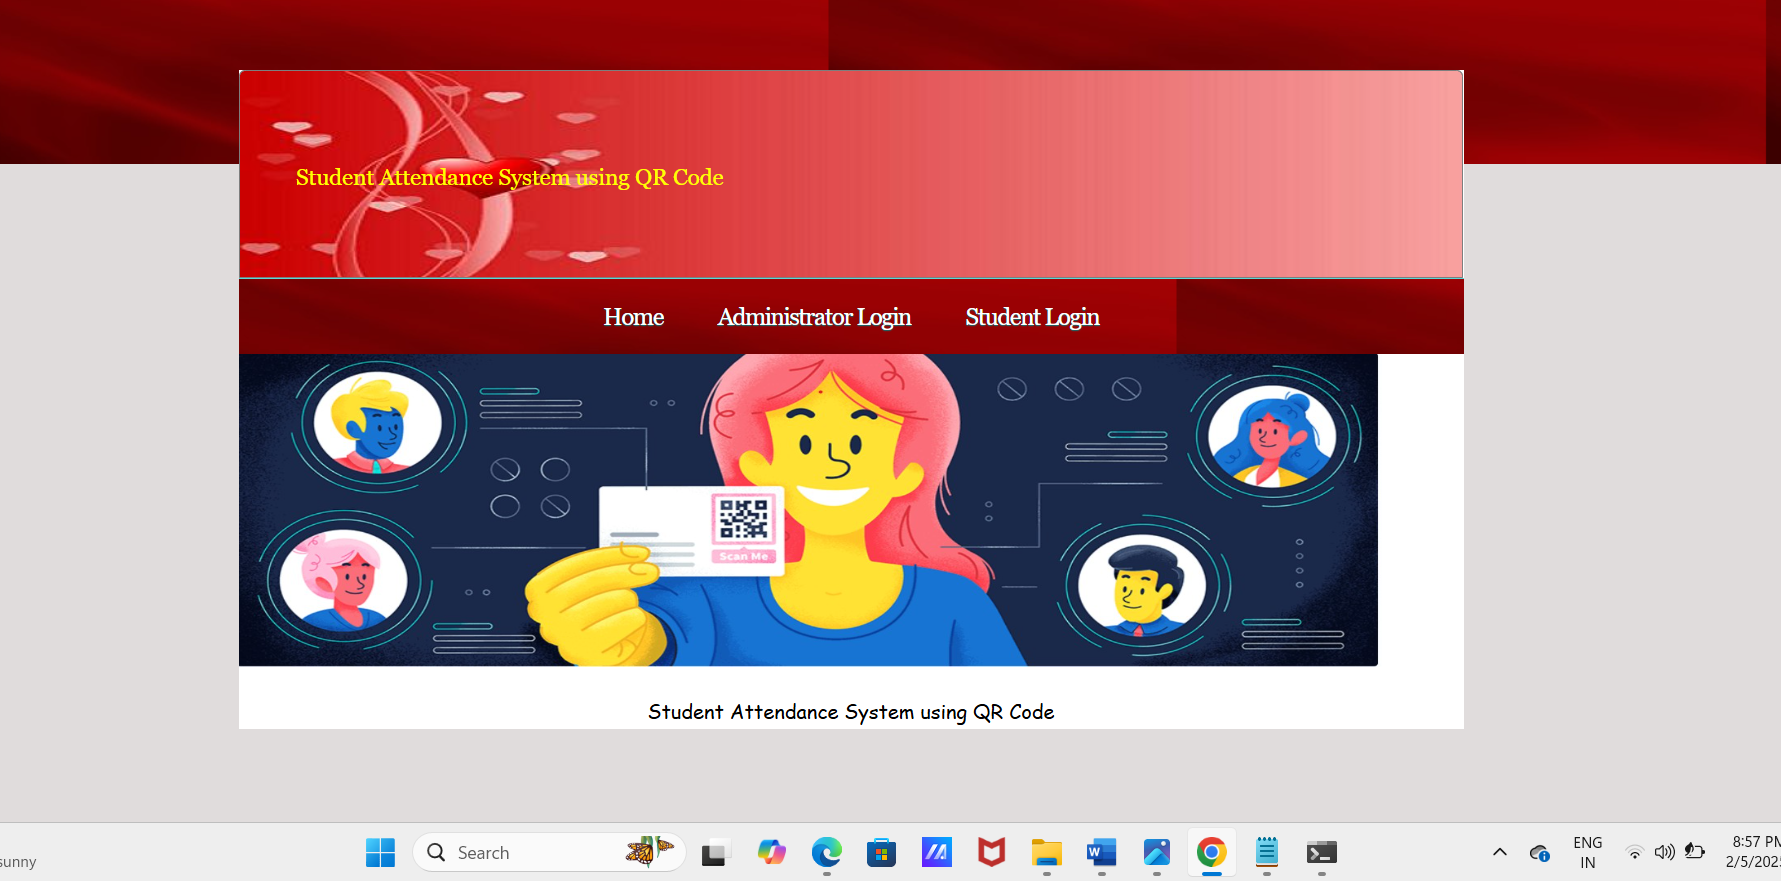 Student Attendance System using QR Code
Home Administrator Login Student Login
Scan Me
Student Attendance System using QR Code
sunny
Search
W
ENG
IN
8:57 PM
2/5/2025